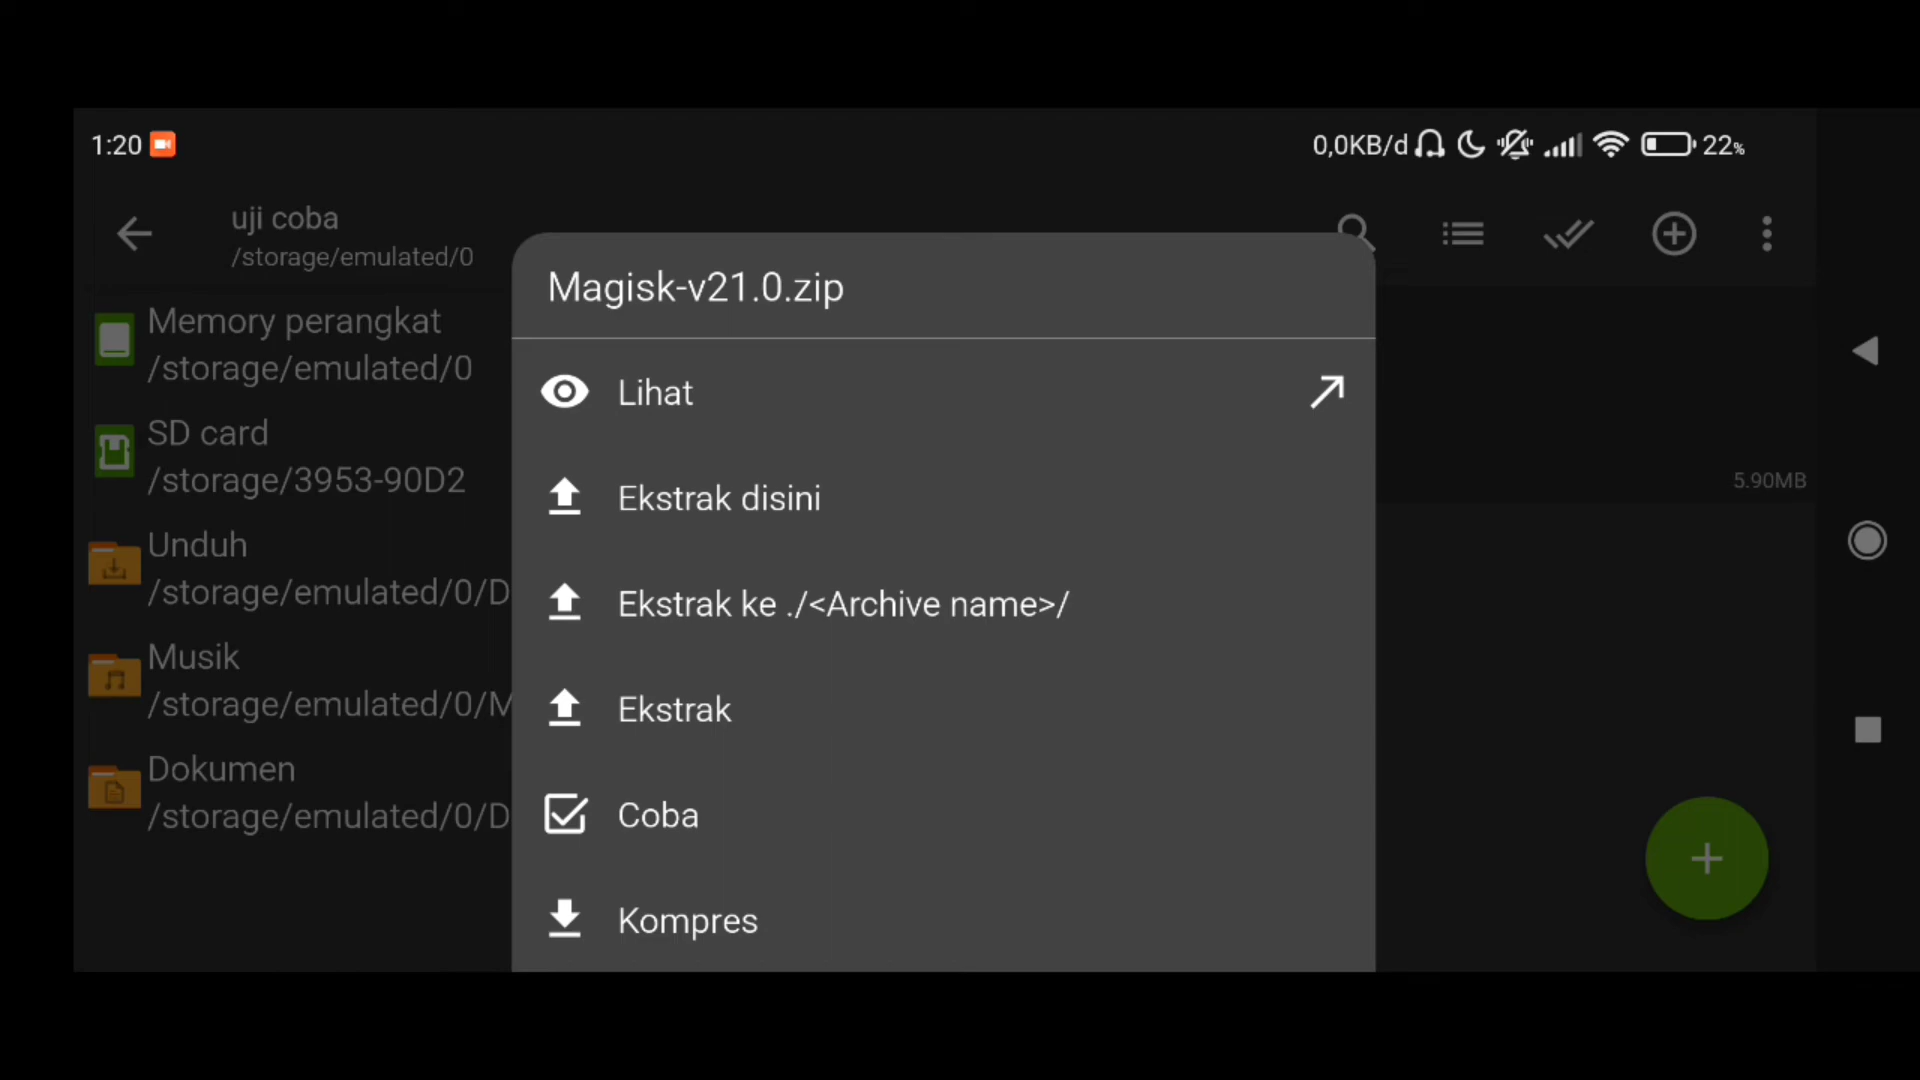 1:20
0,0KB/d
22%
uji coba
/storage/emulated/0
Memory perangkat
/storage/emulated/0
SD card
/storage/3953-90D2
Unduh
/storage/emulated/0/D
Musik
/storage/emulated/0/M
Dokumen
/storage/emulated/0/D
Magisk-v21.0.zip
Lihat
Ekstrak disini
Ekstrak ke ./<Archive name>/
Ekstrak
Coba
Kompres
5.90MB